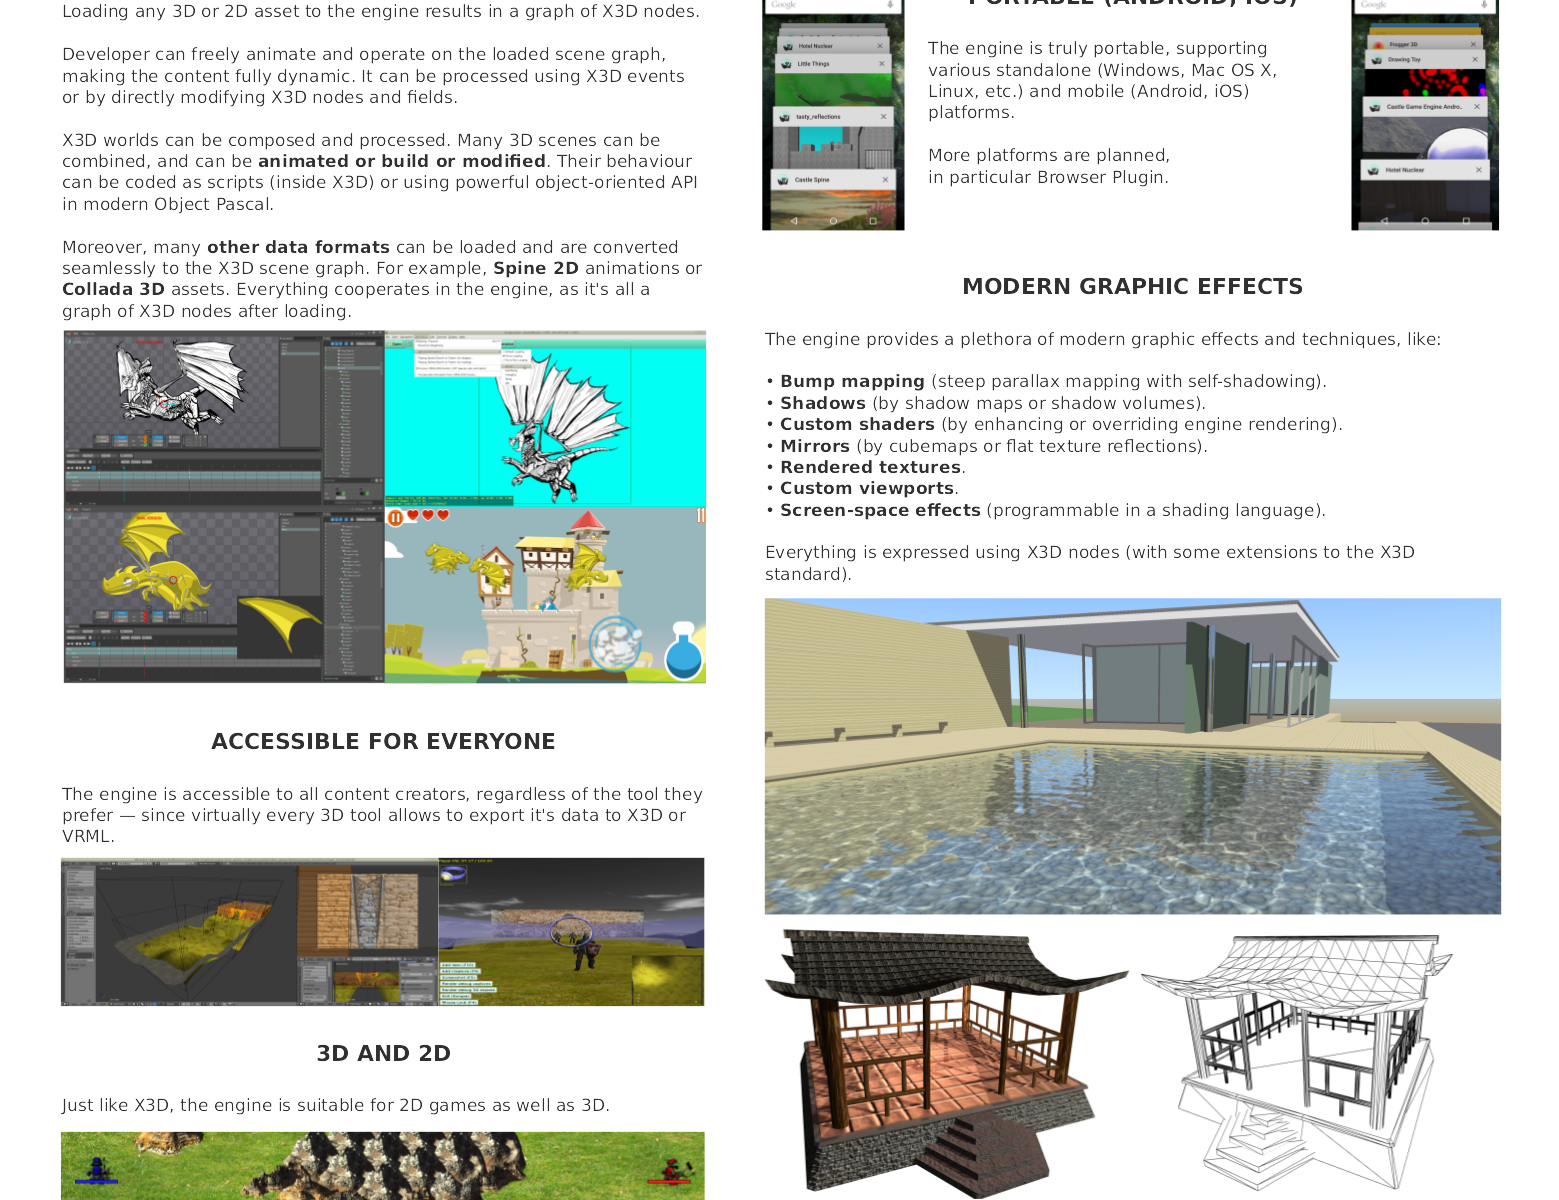 Loading any 3D or 2D asset to the engine results in a graph of X3D nodes.
Developer can freely animate and operate on the loaded scene graph,
making the content fully dynamic. It can be processed using X3D events
or by directly modifying X3D nodes and fields.
X3D worlds can be composed and processed. Many 3D scenes can be
combined, and can be animated or build or modified. Their behaviour
can be coded as scripts (inside X3D) or using powerful object-oriented API
in modern Object Pascal.
Moreover, many other data formats can be loaded and are converted
seamlessly to the X3D scene graph. For example, Spine 2D animations or
Collada 3D assets. Everything cooperates in the engine, as it's all a
graph of X3D nodes after loading.
ACCESSIBLE FOR EVERYONE
The engine is accessible to all content creators, regardless of the tool they
prefer — since virtually every 3D tool allows to export it's data to X3D or
VRML.
3D AND 2D
Just like X3D, the engine is suitable for 2D games as well as 3D.
PORTABLE (ANDROID, IOS)
Google
Hotel Nuclear
Little Things
tasty_reflections
Castle Spine
The engine is truly portable, supporting
various standalone (Windows, Mac OS X,
Linux, etc.) and mobile (Android, iOS)
platforms.
More platforms are planned,
in particular Browser Plugin.
Google
Frogger 3D
Drawing Toy
Castle Game Engine Andro..
Hotel Nuclear
MODERN GRAPHIC EFFECTS
The engine provides a plethora of modern graphic effects and techniques, like:
• Bump mapping (steep parallax mapping with self-shadowing).
• Shadows (by shadow maps or shadow volumes).
• Custom shaders (by enhancing or overriding engine rendering).
• Mirrors (by cubemaps or flat texture reflections).
• Rendered textures.
• Custom viewports.
• Screen-space effects (programmable in a shading language).
Everything is expressed using X3D nodes (with some extensions to the X3D
standard).